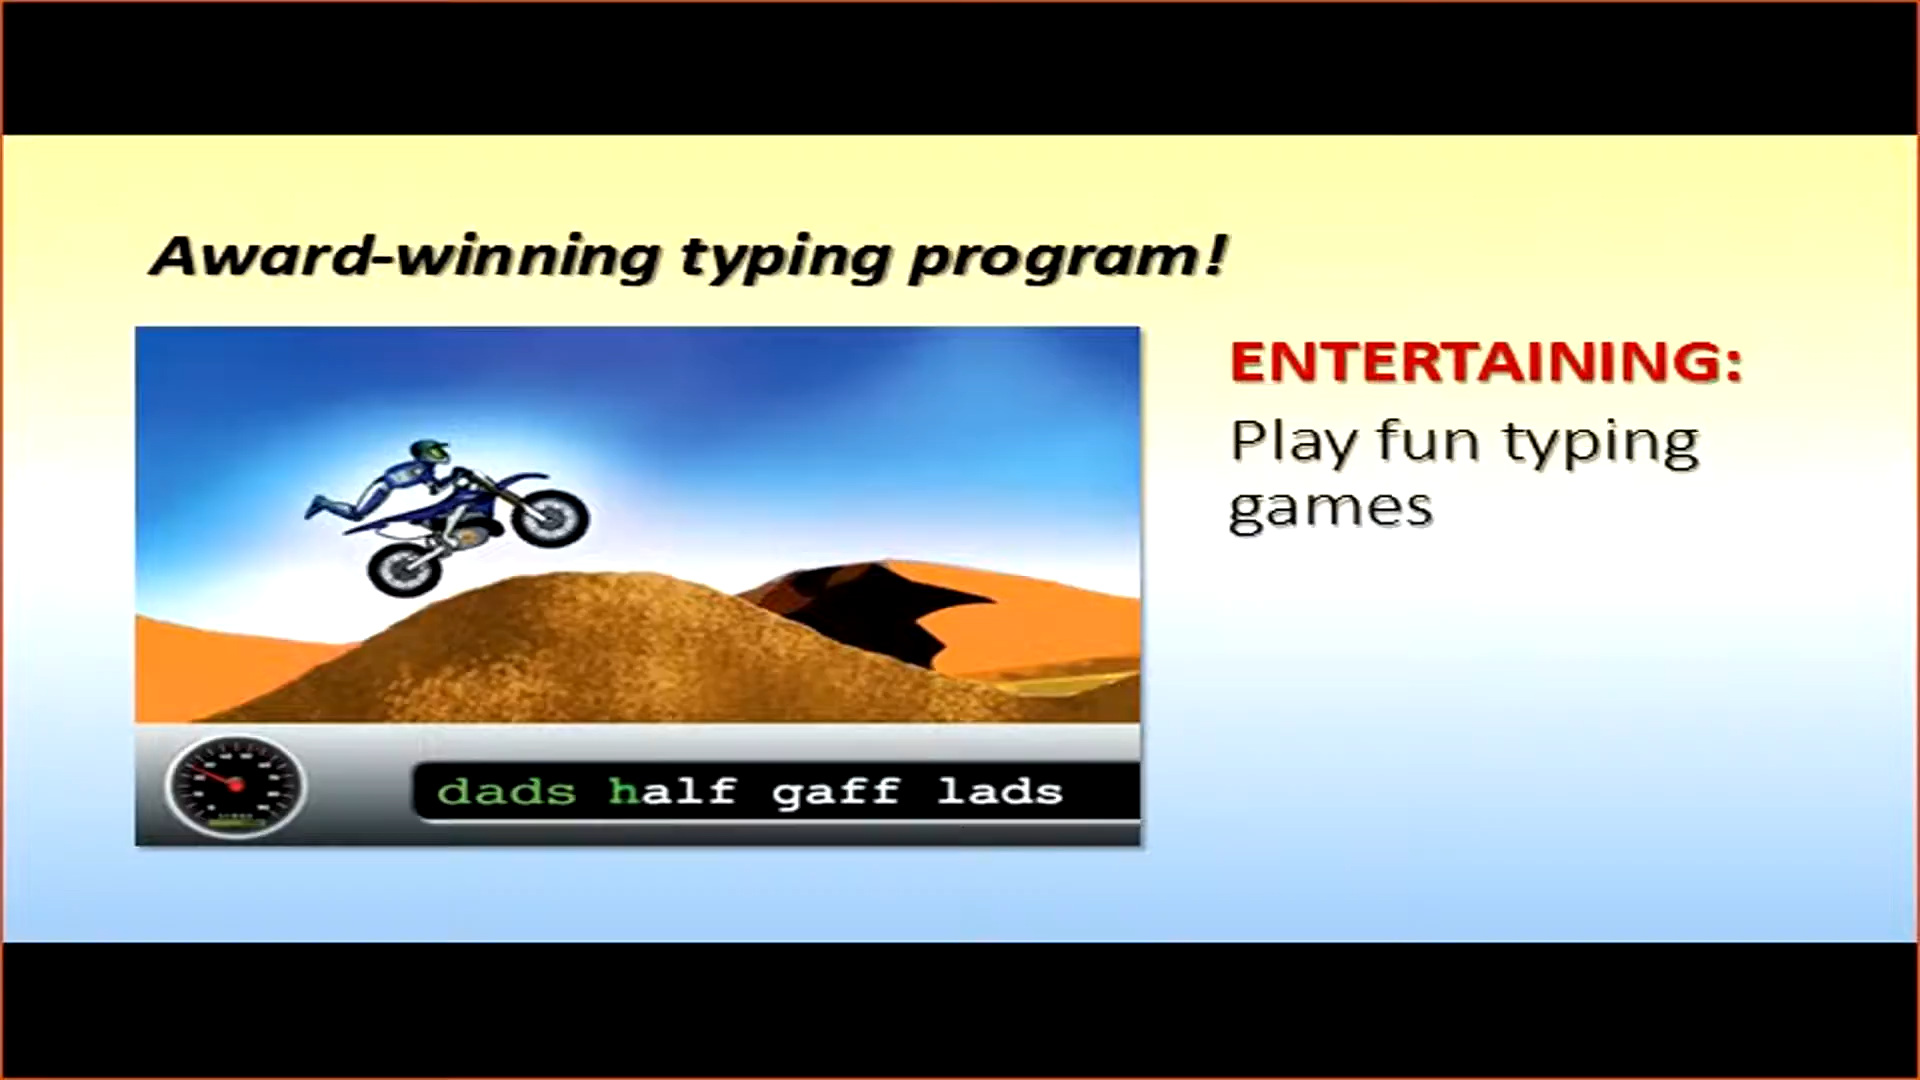 Award-winning typing program!
ENTERTAINING:
Play fun typing
games
dads half gaff lads